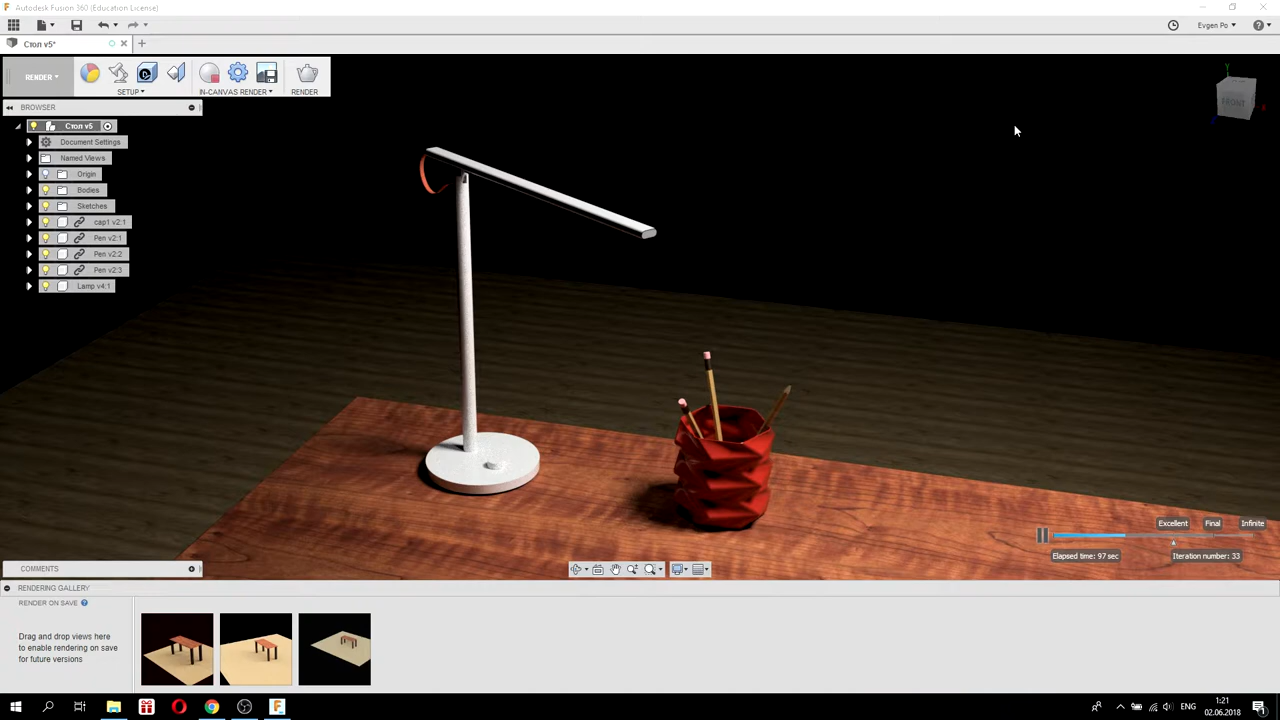 Autodesk Fusion 360 (Education License)
Evgen Po
Стол v5*
RENDER
SETUP
IN-CANVAS RENDER
RENDER
BROWSER
Стол v5
Document Settings
Named Views
Origin
Bodies
Sketches
cap1 v2:1
Pen v2:1
Pen v2:2
Pen v2:3
Lamp v4:1
FRONT
Excellent
Final
Infinite
Elapsed time: 97 sec
Iteration number: 33
COMMENTS
RENDERING GALLERY
RENDER ON SAVE
Drag and drop views here
to enable rendering on save
for future versions
ENG
1:21
02.06.2018